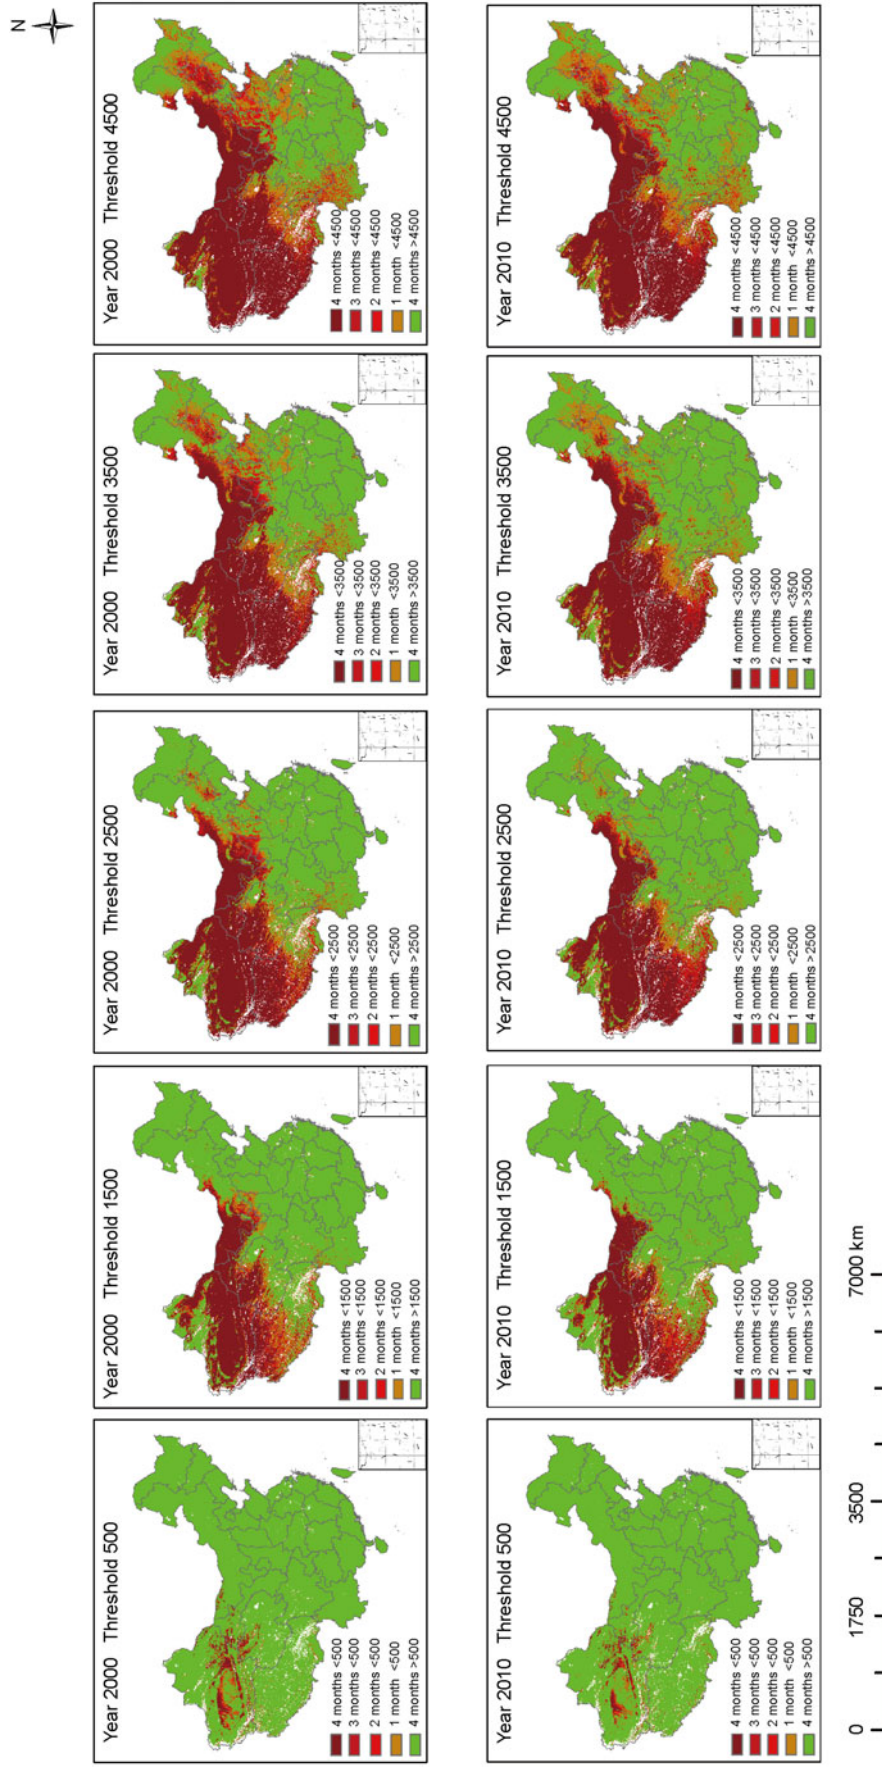 N
Year 2000 Threshold 500
4 months <500
3 months <500
2 months <500
1 month <500
4 months >500
Year 2000 Threshold 1500
4 months <1500
3 months <1500
2 months <1500
1 month <1500
4 months >1500
Year 2000 Threshold 2500
4 months <2500
3 months <2500
2 months <2500
1 month <2500
4 months >2500
Year 2000 Threshold 3500
4 months <3500
3 months <3500
2 months <3500
1 month <3500
4 months >3500
Year 2000 Threshold 4500
4 months <4500
3 months <4500
2 months <4500
1 month <4500
4 months >4500
Year 2010 Threshold 500
4 months <500
3 months <500
2 months <500
1 month <500
4 months >500
Year 2010 Threshold 1500
4 months <1500
3 months <1500
2 months <1500
1 month <1500
4 months >1500
Year 2010 Threshold 2500
4 months <2500
3 months <2500
2 months <2500
1 month <2500
4 months >2500
Year 2010 Threshold 3500
4 months <3500
3 months <3500
2 months <3500
1 month <3500
4 months >3500
Year 2010 Threshold 4500
4 months <4500
3 months <4500
2 months <4500
1 month <4500
4 months >4500
0 1750 3500 7000 km